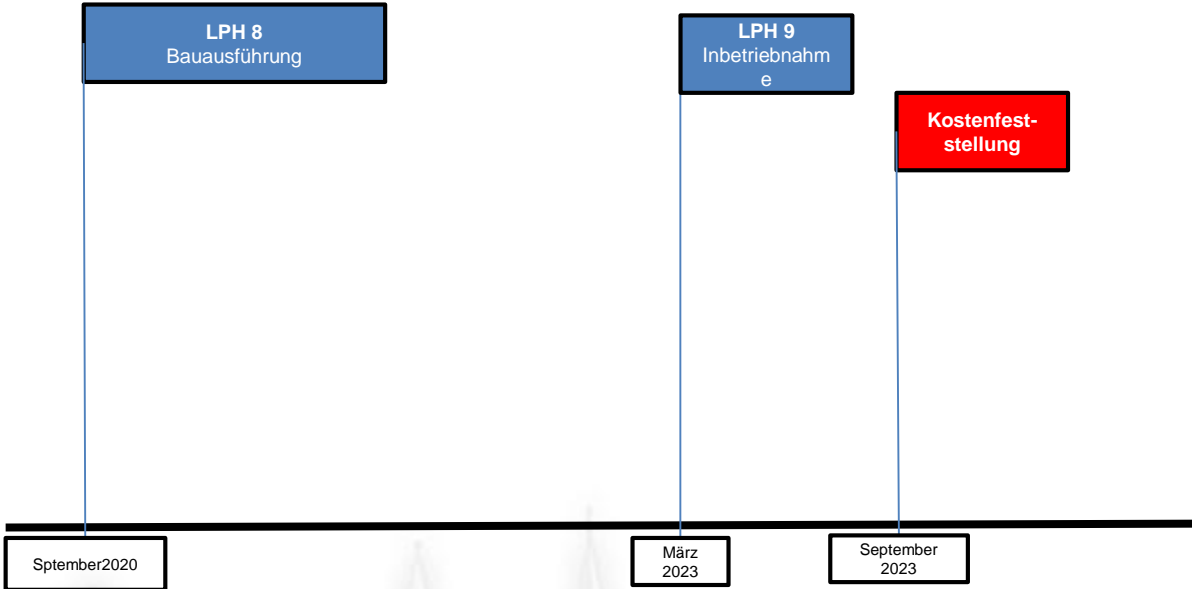 LPH 8
Bauausführung
LPH 9
Inbetriebnahm
e
Kostenfest-
stellung
Sptember2020
März
2023
September
2023